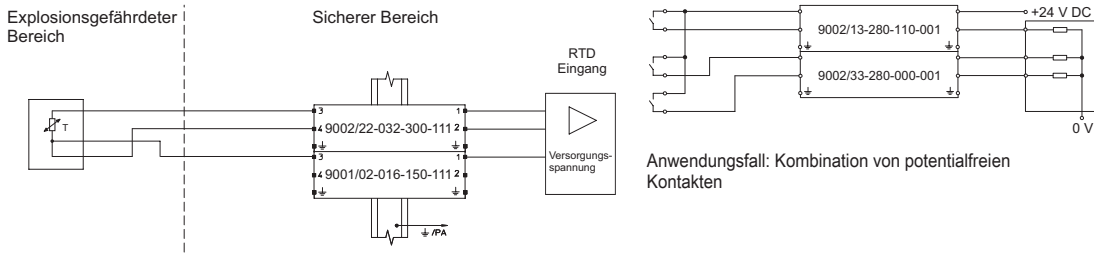 Explosionsgefährdeter
Bereich
Sicherer Bereich
RTD
Eingang
T
3
1
4 9002/22-032-300-111 2
3
1
4 9001/02-016-150-111 2
Versorgungs-
spannung
/PA
+24 V DC
9002/13-280-110-001
9002/33-280-000-001
0 V
Anwendungsfall: Kombination von potentialfreien
Kontakten